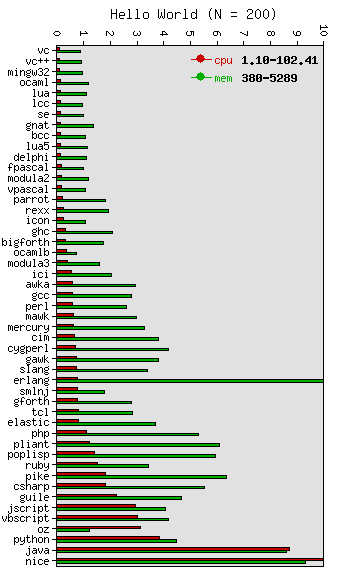 Hello World (N = 200)
0 1 2 3 4 5 6 7 8 9 10
cpu 1.10-102.41
mem 380-5289
vc
vc++
mingw32
ocaml
lua
lcc
se
gnat
bcc
lua5
delphi
fpascal
modula2
vpascal
parrot
rexx
icon
ghc
bigforth
ocamlb
modula3
ici
awka
gcc
perl
mawk
mercury
cim
cygperl
gawk
slang
erlang
smlnj
gforth
tcl
elastic
php
pliant
poplisp
ruby
pike
csharp
guile
jscript
vbscript
oz
python
java
nice